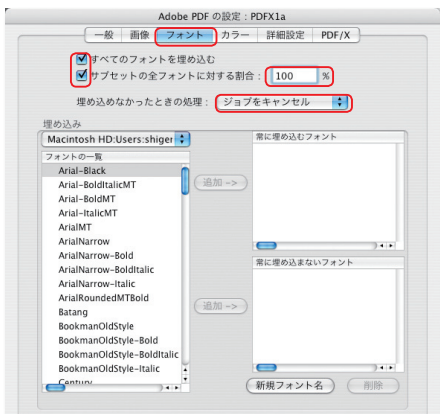 Adobe PDF の設定：PDFX1a
一般 画像 フォント カラー 詳細設定 PDF/X
すべてのフォントを埋め込む
サブセットの全フォントに対する割合： 100 %
埋め込めなかったときの処理： ジョブをキャンセル
埋め込み
Macintosh HD:Users:shiger
フォントの一覧
Arial-Black
Arial-BoldItalicMT
Arial-BoldMT
Arial-ItalicMT
ArialMT
ArialNarrow
ArialNarrow-Bold
ArialNarrow-BoldItalic
ArialNarrow-Italic
ArialRoundedMTBold
Batang
BookmanOldStyle
BookmanOldStyle-Bold
BookmanOldStyle-BoldItalic
BookmanOldStyle-Italic
Century
追加 ->
常に埋め込むフォント
追加 ->
常に埋め込まないフォント
新規フォント名 削除